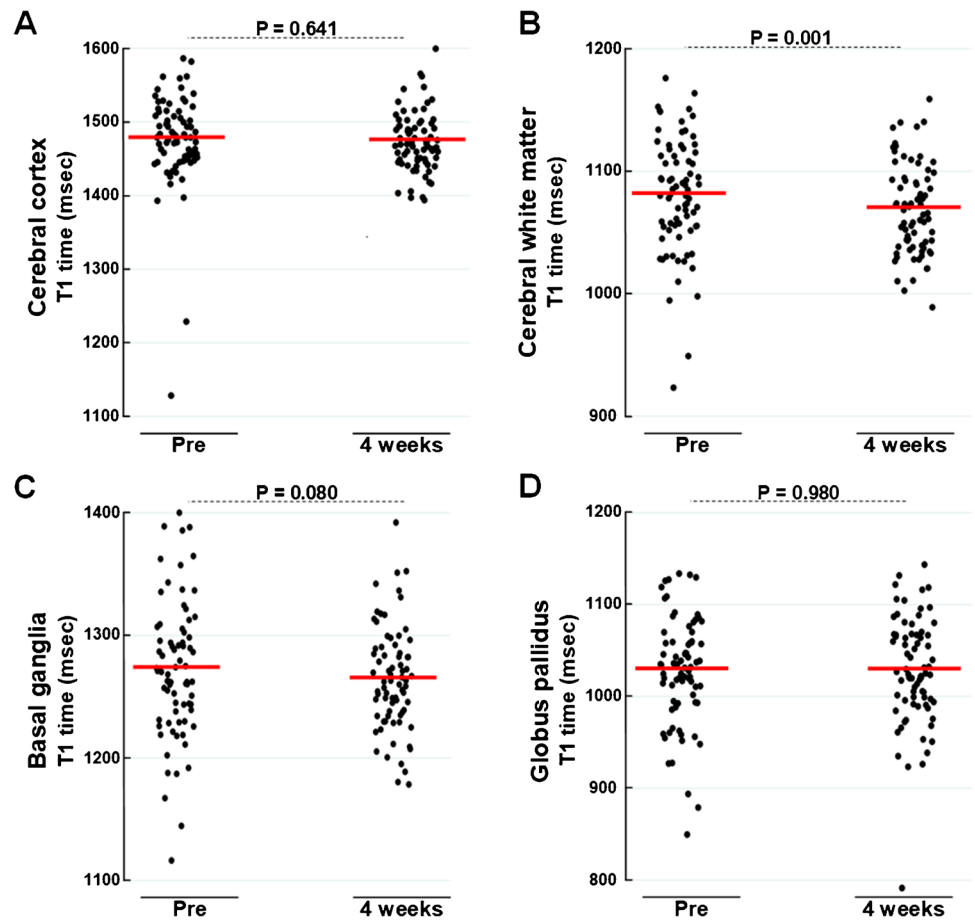 A
P = 0.641
Cerebral cortex
T1 time (msec)
1600
1500
1400
1300
1200
1100
Pre
4 weeks
B
P = 0.001
Cerebral white matter
T1 time (msec)
1200
1100
1000
900
Pre
4 weeks
C
P = 0.080
Basal ganglia
T1 time (msec)
1400
1300
1200
1100
Pre
4 weeks
D
P = 0.980
Globus pallidus
T1 time (msec)
1200
1100
1000
900
800
Pre
4 weeks